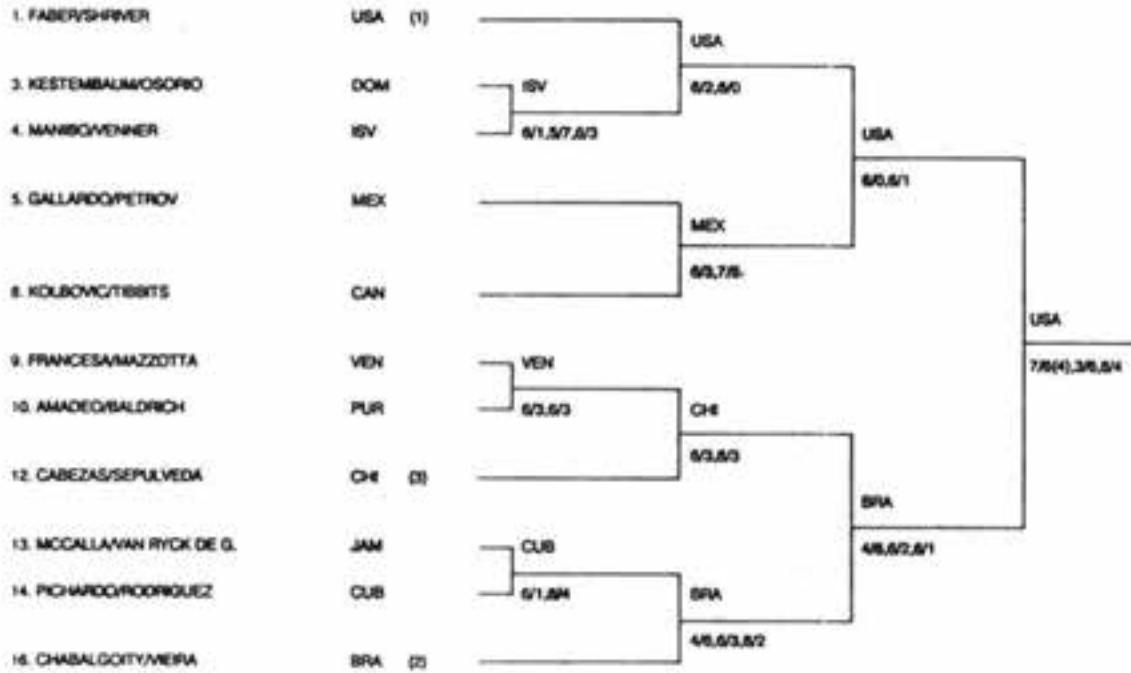 1. FABER/SHRIVER USA (1)
USA
3. KESTEMBAUM/OSORIO DOM ISV 6/2,6/0
4. MANIBO/VENNER ISV 6/1,5/7,6/3
USA
6/0,6/1
5. GALLARDO/PETROV MEX
MEX
6/3,7/6-
8. KOLBOVIC/TIBBITS CAN
USA
7/6(4),3/6,6/4
9. FRANCESA/MAZZOTTA VEN VEN
10. AMADEO/BALDRICH PUR 6/3,6/3
CHI
6/3,6/3
12. CABEZAS/SEPULVEDA CHI (3)
BRA
4/6,6/2,6/1
13. MCCALLA/VAN RYCK DE G. JAM CUB
14. PICHARDO/RODRIGUEZ CUB 6/1,6/4
BRA
4/6,6/3,6/2
16. CHABALGOITY/VIEIRA BRA (2)